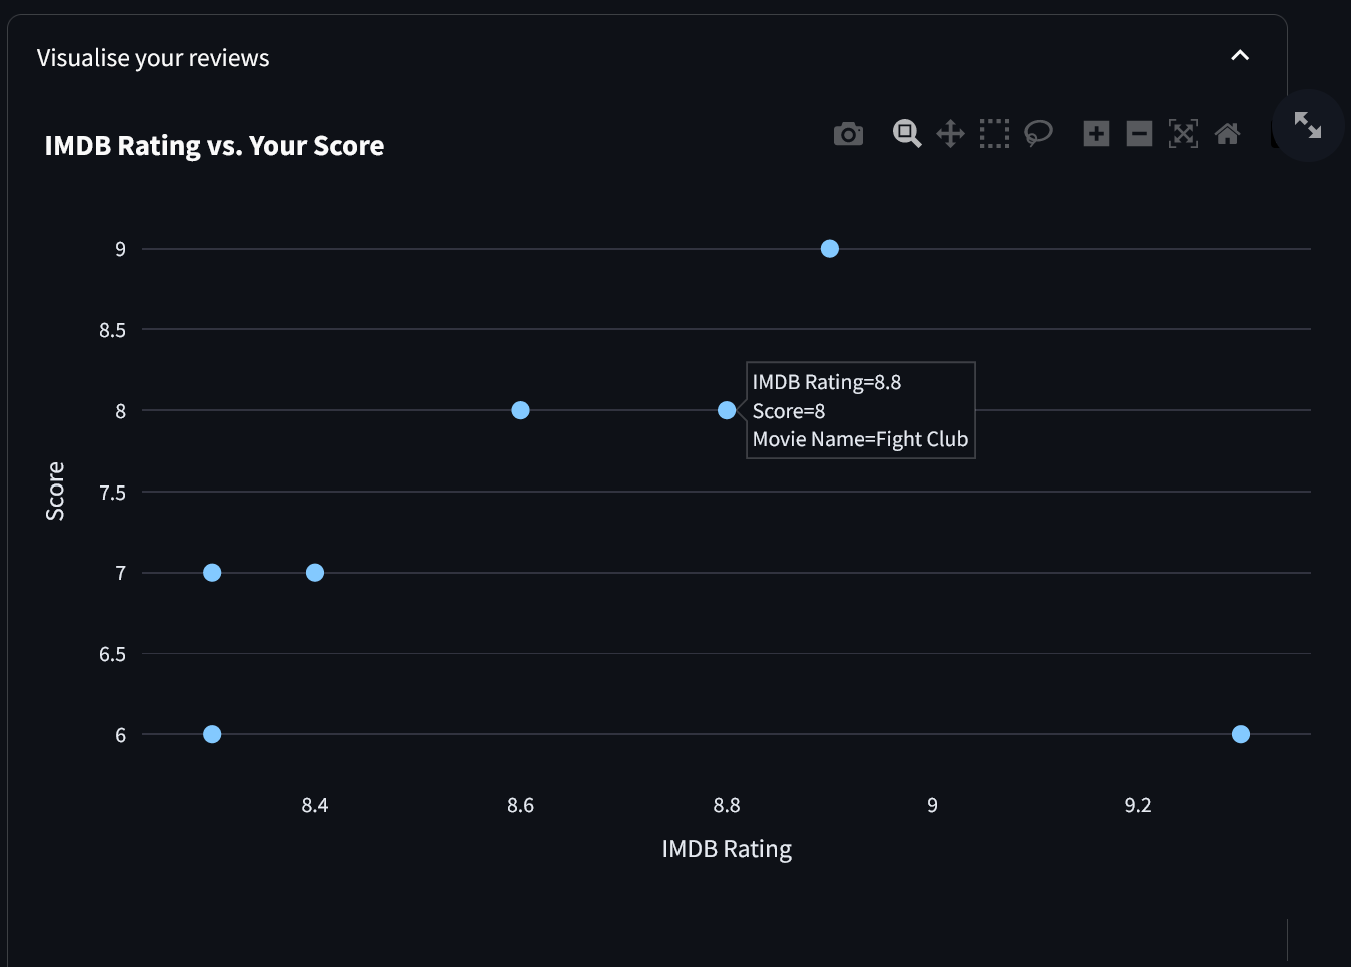 Visualise your reviews
IMDB Rating vs. Your Score
9
8.5
8
7.5
7
6.5
6
Score
IMDB Rating=8.8
Score=8
Movie Name=Fight Club
8.4
8.6
8.8
9
9.2
IMDB Rating